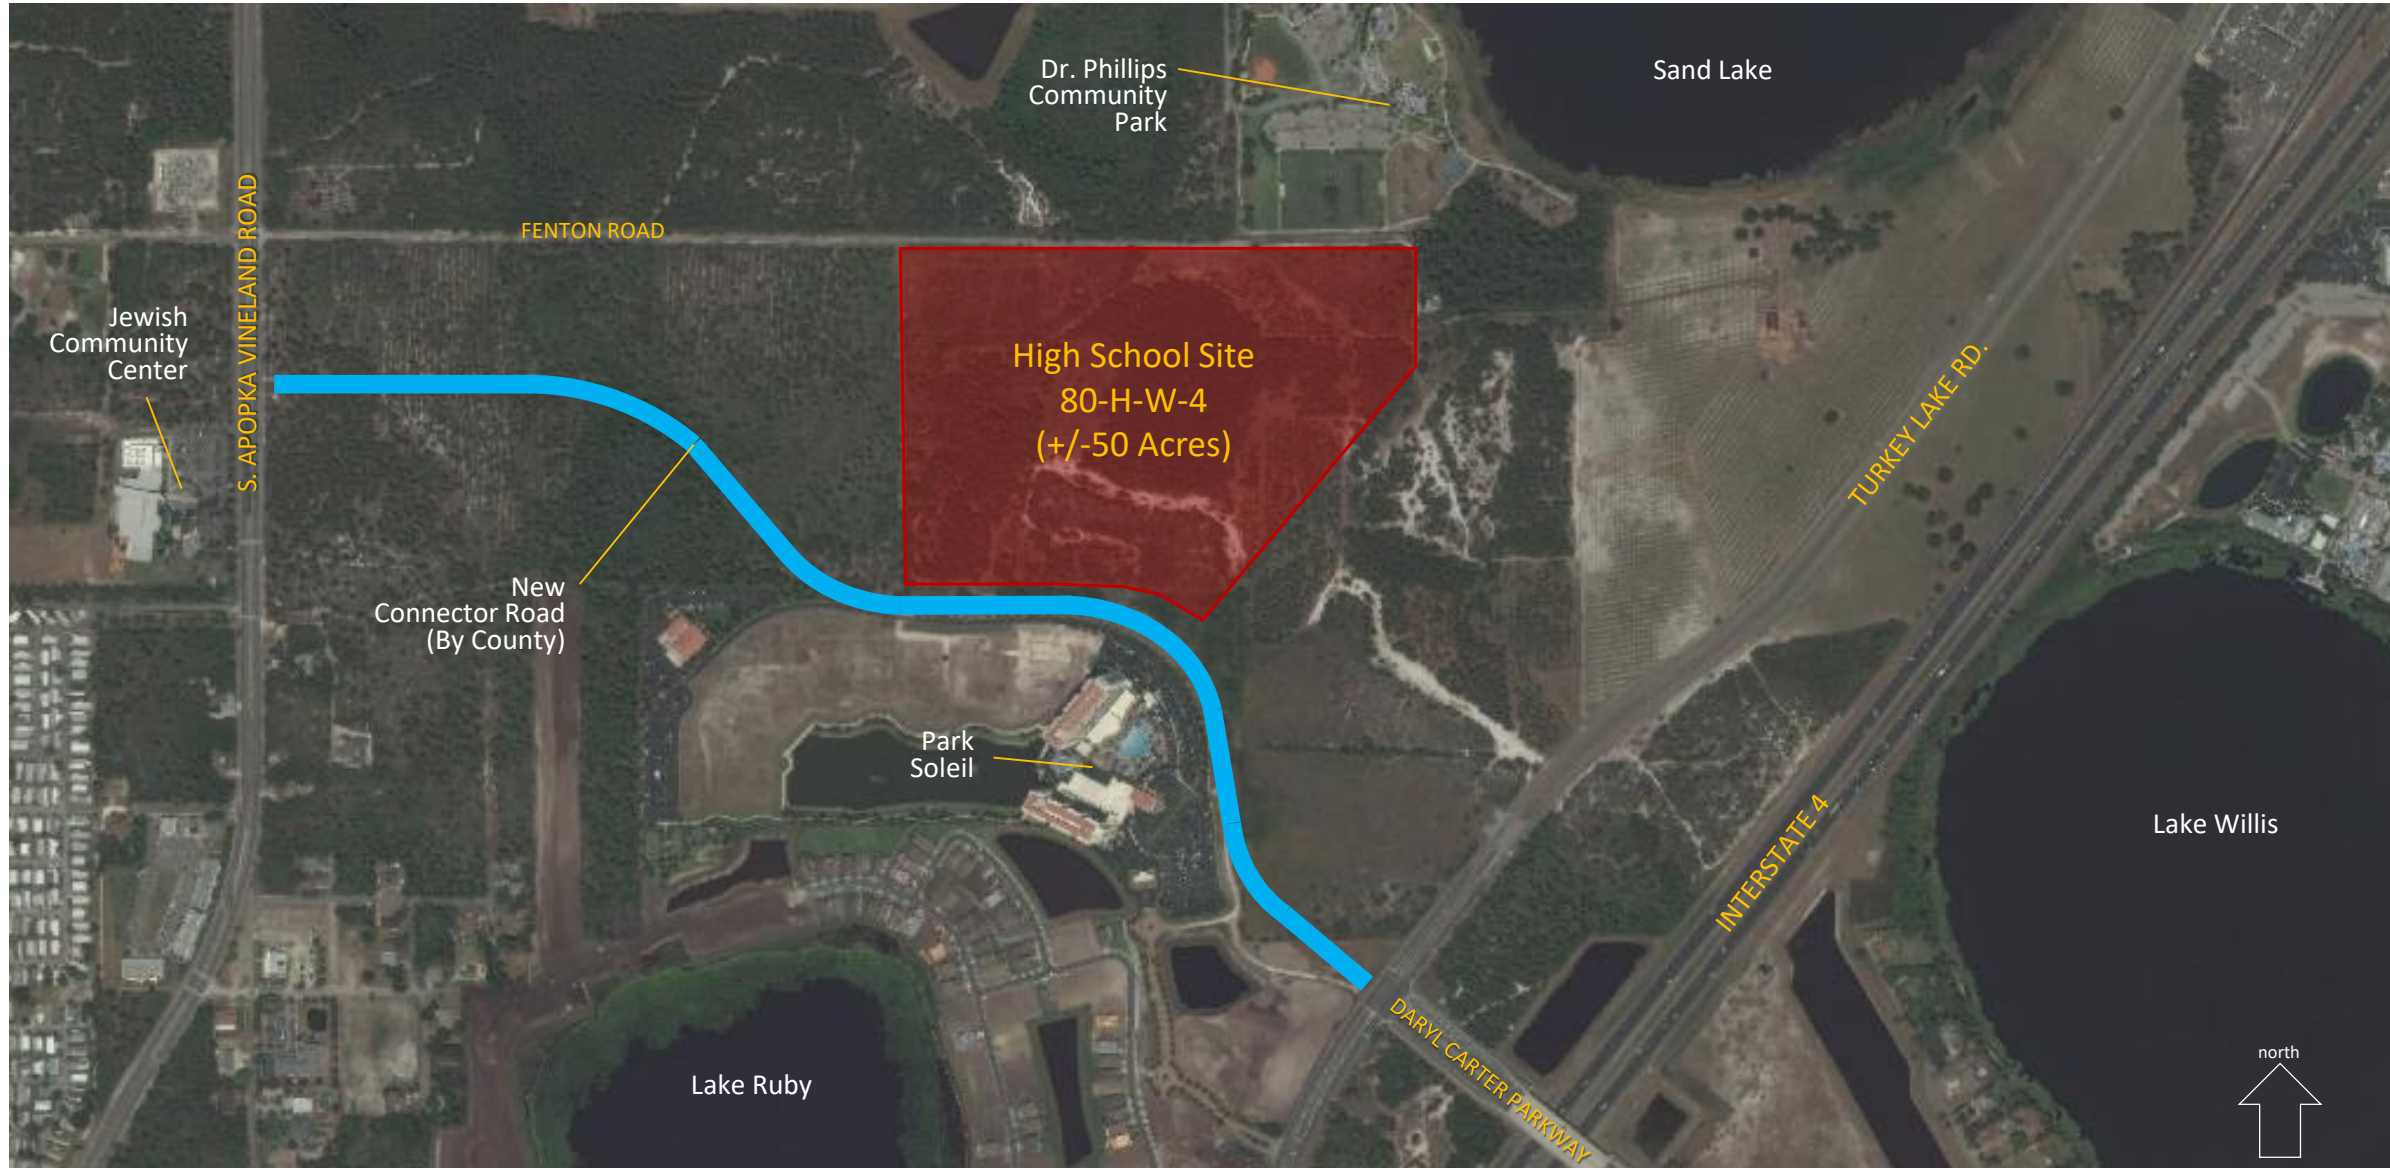 Dr. Phillips
Community
Park
Sand Lake
S. APOPKA VINELAND ROAD
FENTON ROAD
Jewish
Community
Center
High School Site
80-H-W-4
(+/-50 Acres)
TURKEY LAKE RD.
New
Connector Road
(By County)
Park
Soleil
INTERSTATE 4
Lake Willis
DARYL CARTER PARKWAY
Lake Ruby
north